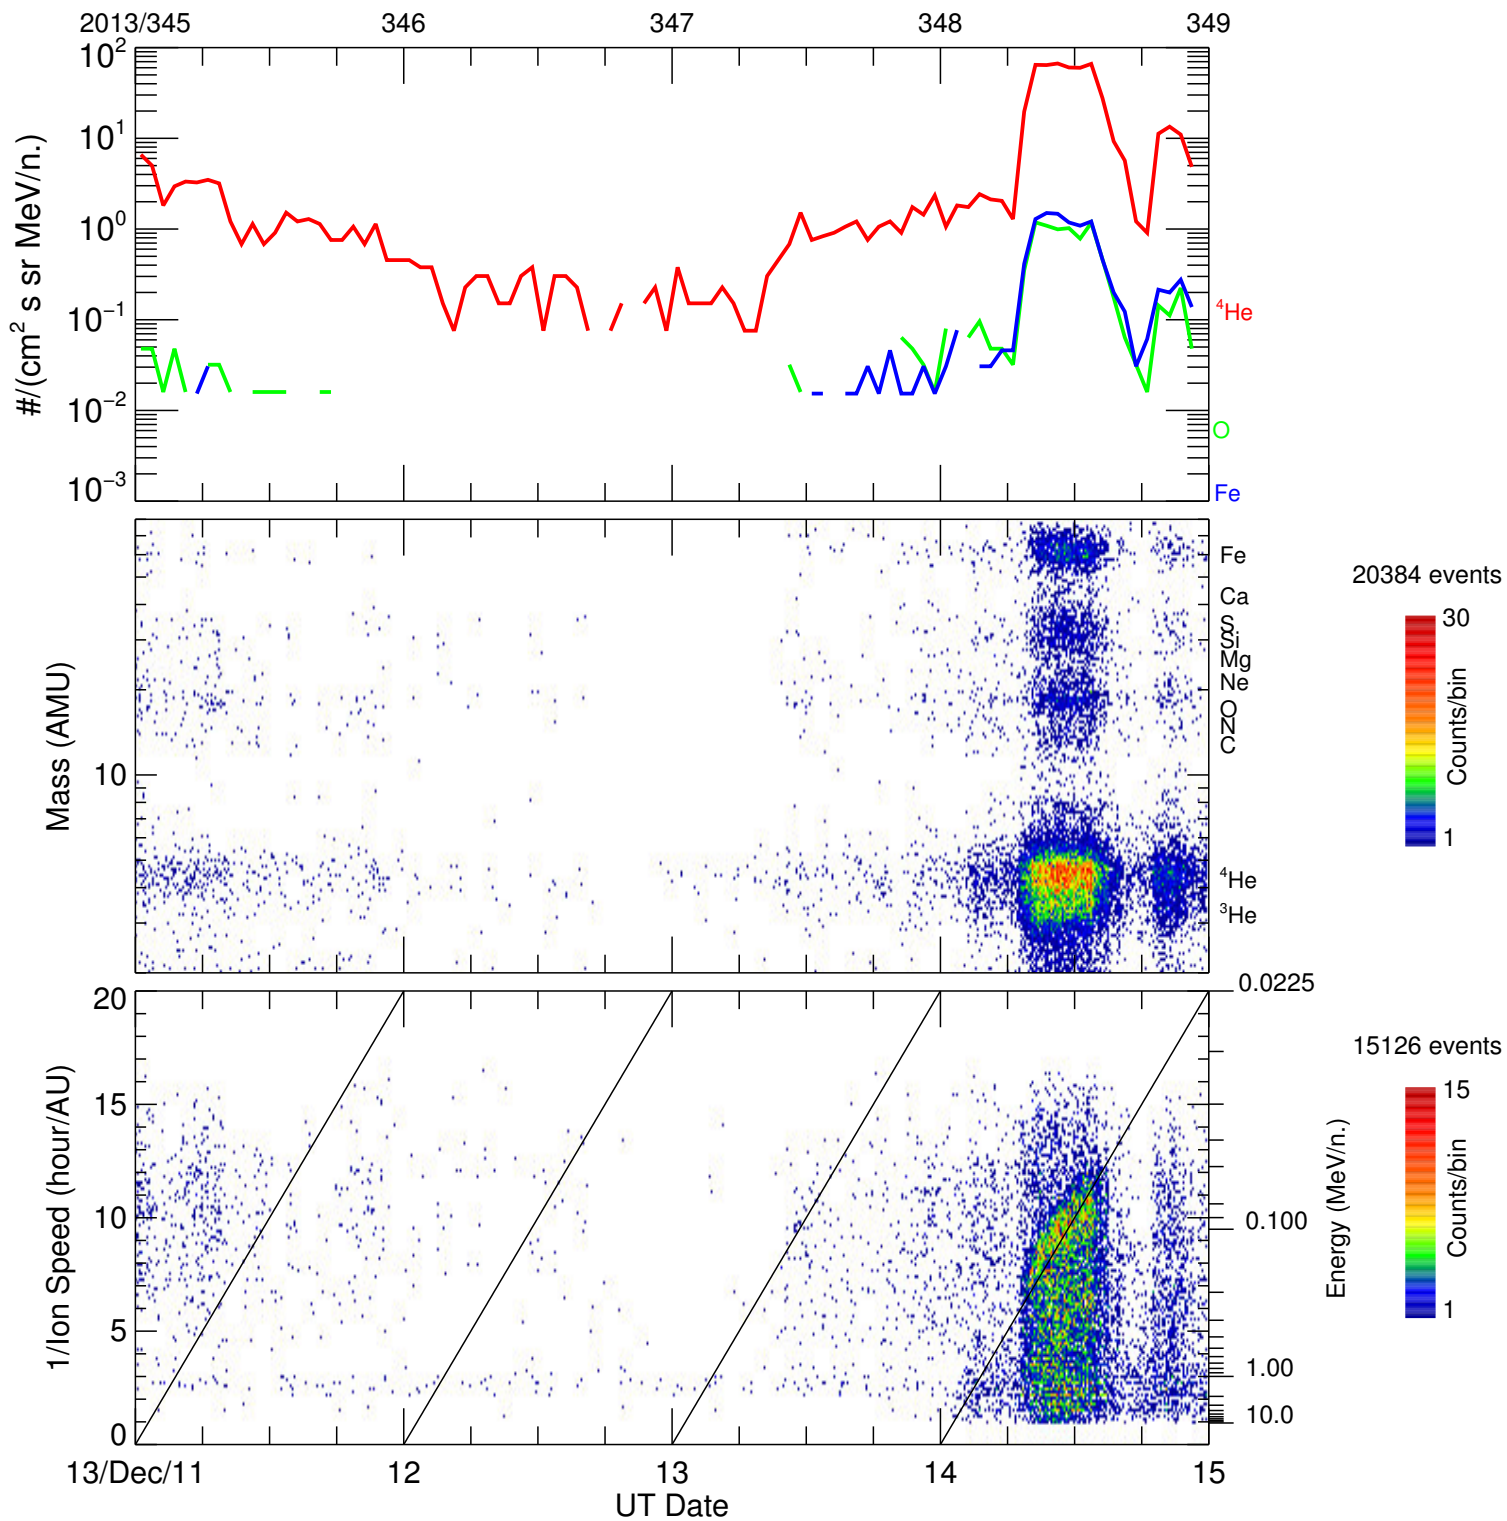 2013/345 346 347 348 349
10²
10¹
10⁰
10⁻¹
10⁻²
10⁻³
#/(cm² s sr MeV/n.)
⁴He
O
Fe
Mass (AMU)
10
Fe
Ca
S
Si
Mg
Ne
O
N
C
⁴He
³He
20384 events
30
Counts/bin
1
1/Ion Speed (hour/AU)
20
15
10
5
0
0.0225
0.100
1.00
10.0
Energy (MeV/n.)
15126 events
15
Counts/bin
1
13/Dec/11 12 13 14 15
UT Date